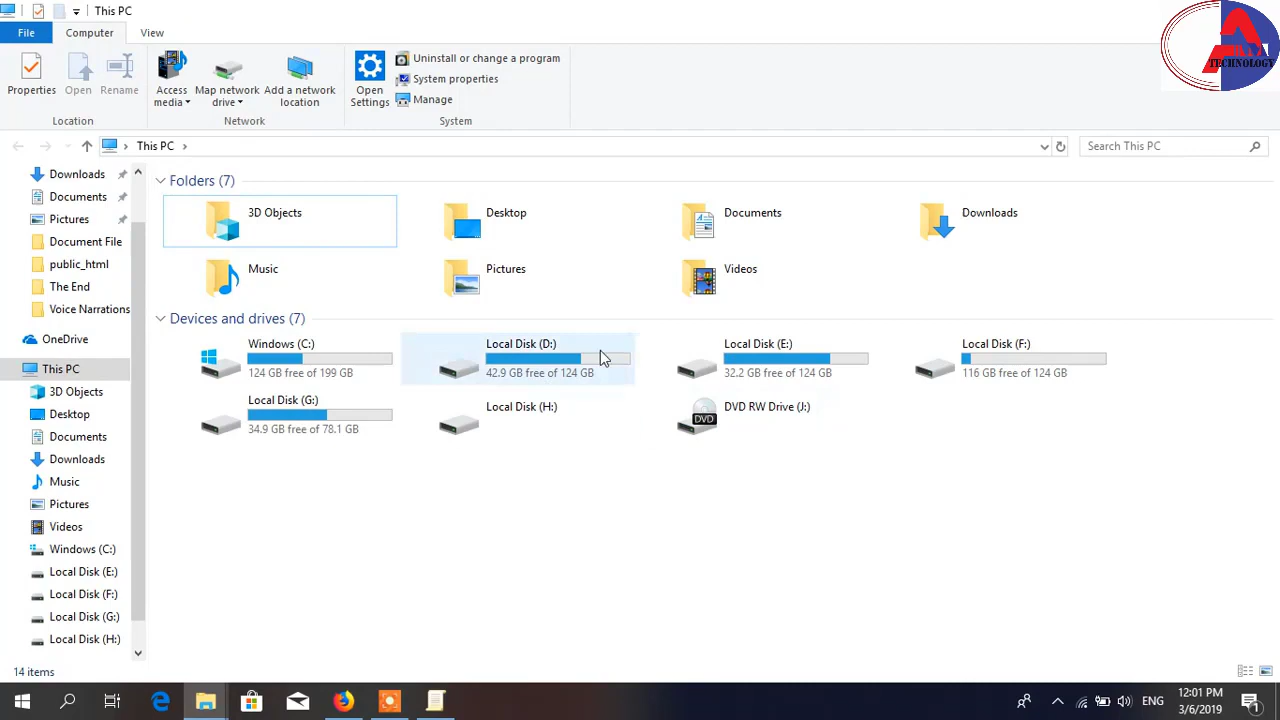 This PC
File
Computer
View
TECHNOLOGY
Properties
Open
Rename
Access media
Map network drive
Add a network location
Open Settings
Uninstall or change a program
System properties
Manage
Location
Network
System
This PC
Search This PC
Downloads
Documents
Pictures
Document File
public_html
The End
Voice Narrations
OneDrive
This PC
3D Objects
Desktop
Documents
Downloads
Music
Pictures
Videos
Windows (C:)
Local Disk (E:)
Local Disk (F:)
Local Disk (G:)
Local Disk (H:)
Folders (7)
3D Objects
Desktop
Documents
Downloads
Music
Pictures
Videos
Devices and drives (7)
Windows (C:)
124 GB free of 199 GB
Local Disk (D:)
42.9 GB free of 124 GB
Local Disk (E:)
32.2 GB free of 124 GB
Local Disk (F:)
116 GB free of 124 GB
Local Disk (G:)
34.9 GB free of 78.1 GB
Local Disk (H:)
DVD
DVD RW Drive (J:)
14 items
ENG
12:01 PM
3/6/2019
1